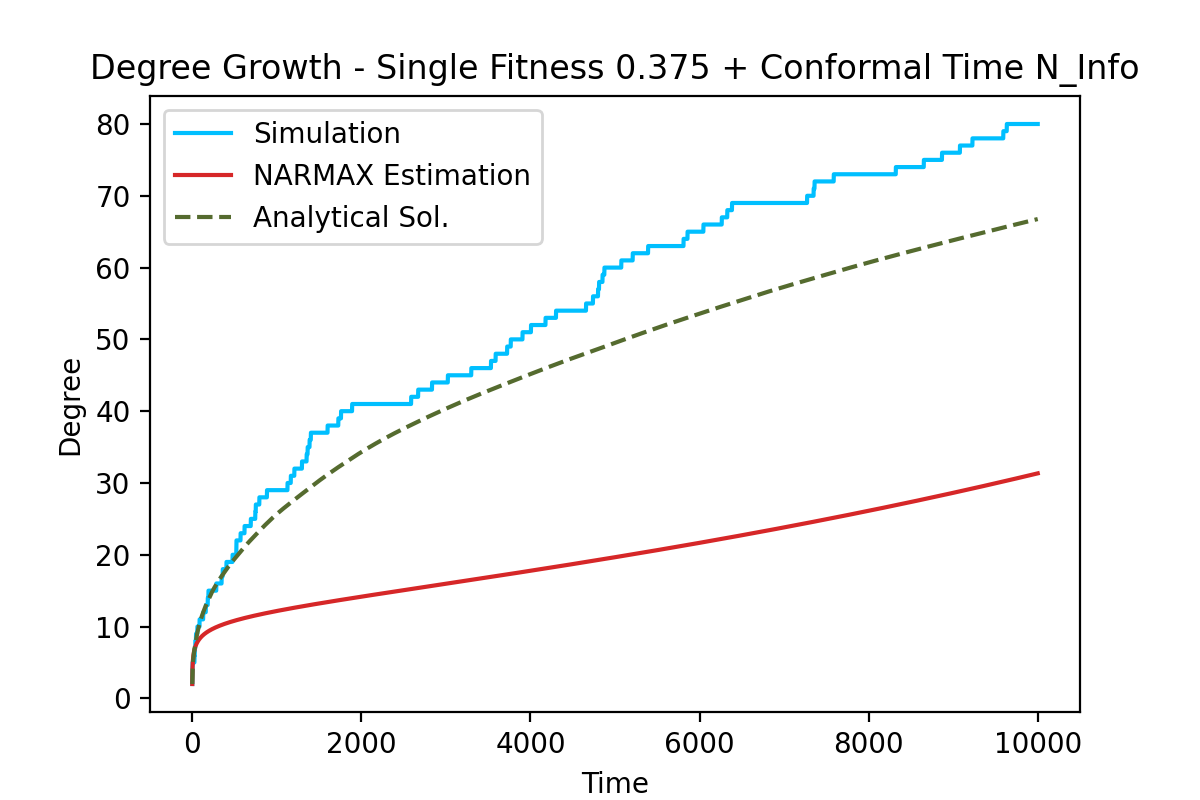 Degree Growth - Single Fitness 0.375 + Conformal Time N_Info
Simulation
NARMAX Estimation
Analytical Sol.
80
70
60
50
40
30
20
10
0
Degree
0 2000 4000 6000 8000 10000
Time